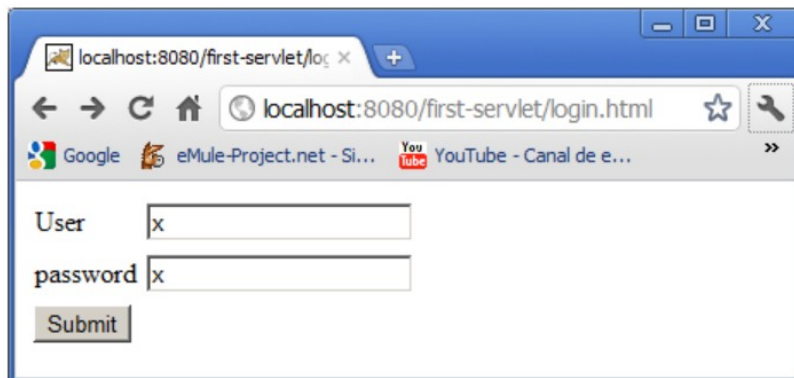 localhost:8080/first-servlet/log
localhost:8080/first-servlet/login.html
Google eMule-Project.net - Si... You Tube YouTube - Canal de e...
User x
password x
Submit